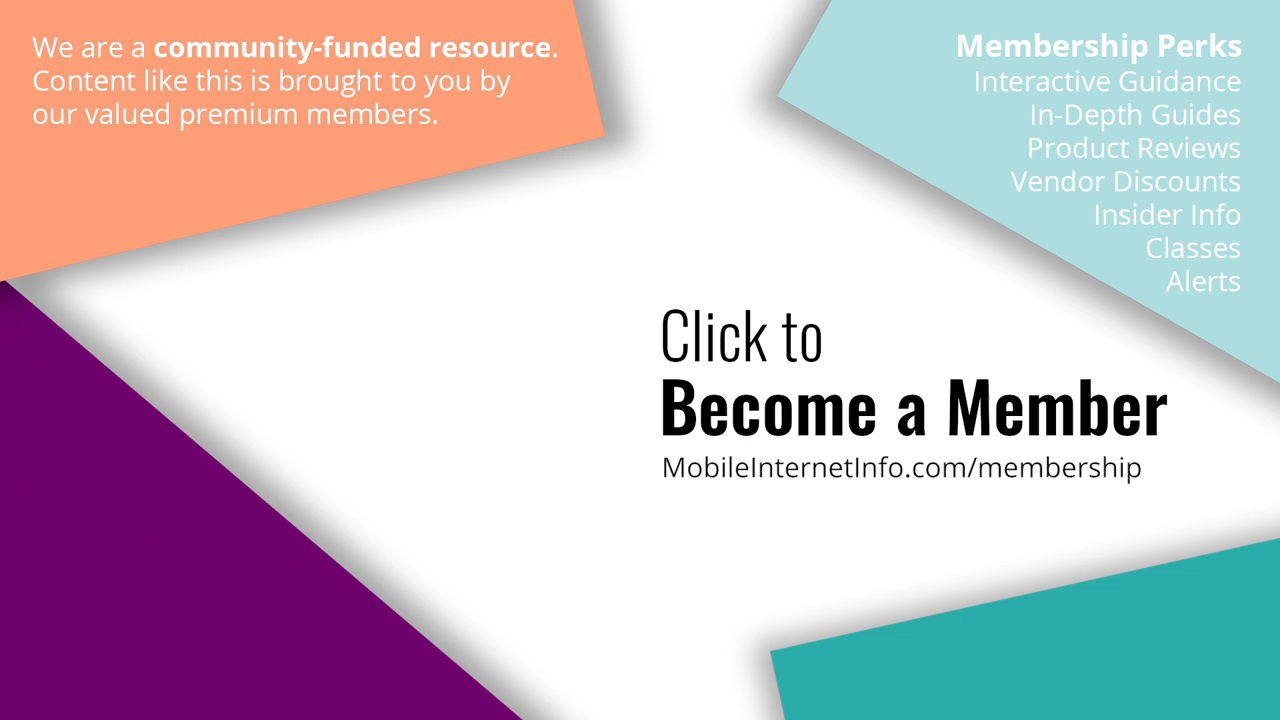 We are a community-funded resource.
Content like this is brought to you by
our valued premium members.
Membership Perks
Interactive Guidance
In-Depth Guides
Product Reviews
Vendor Discounts
Insider Info
Classes
Alerts
Click to
Become a Member
MobileInternetInfo.com/membership